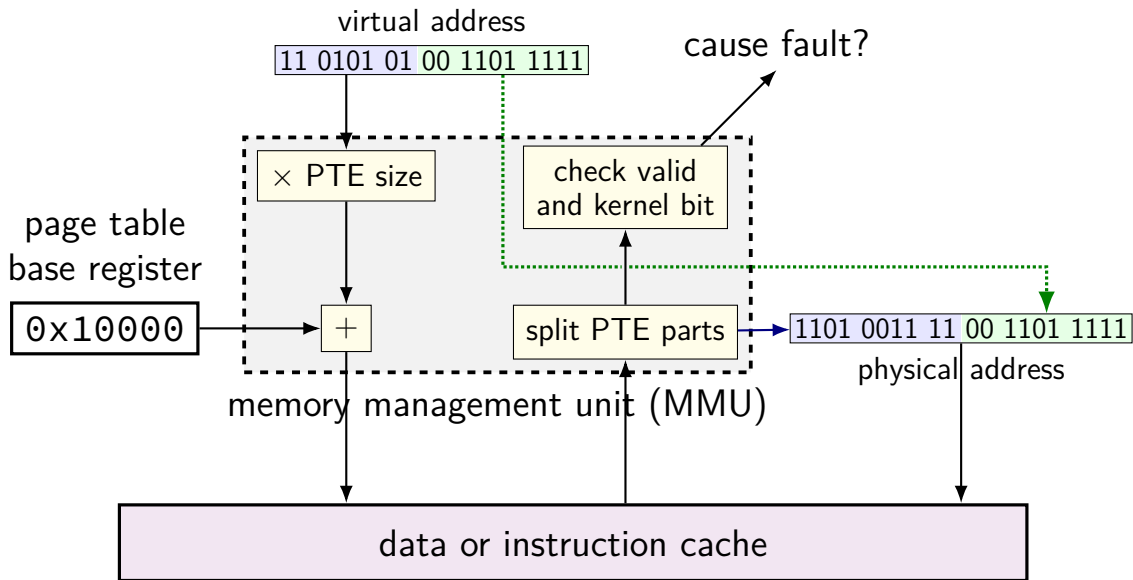 virtual address
11 0101 01 00 1101 1111
cause fault?
× PTE size
check valid
and kernel bit
page table
base register
0x10000
+
split PTE parts
1101 0011 11 00 1101 1111
physical address
memory management unit (MMU)
data or instruction cache